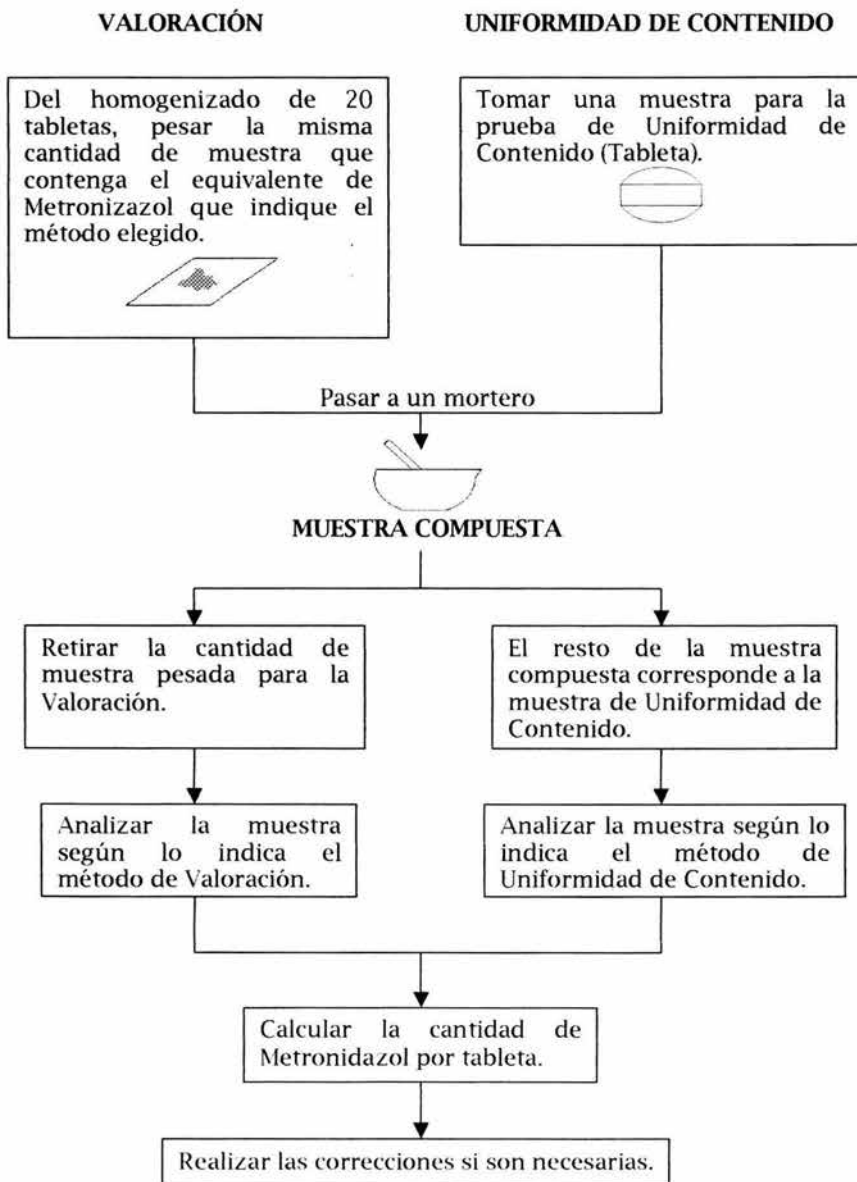 VALORACIÓN
UNIFORMIDAD DE CONTENIDO
Del homogenizado de 20
tabletas, pesar la misma
cantidad de muestra que
contenga el equivalente de
Metronizazol que indique el
método elegido.
Tomar una muestra para la
prueba de Uniformidad de
Contenido (Tableta).
Pasar a un mortero
MUESTRA COMPUESTA
Retirar la cantidad de
muestra pesada para la
Valoración.
El resto de la muestra
compuesta corresponde a la
muestra de Uniformidad de
Contenido.
Analizar la muestra
según lo indica el
método de Valoración.
Analizar la muestra según lo
indica el método de
Uniformidad de Contenido.
Calcular la cantidad de
Metronidazol por tableta.
Realizar las correcciones si son necesarias.